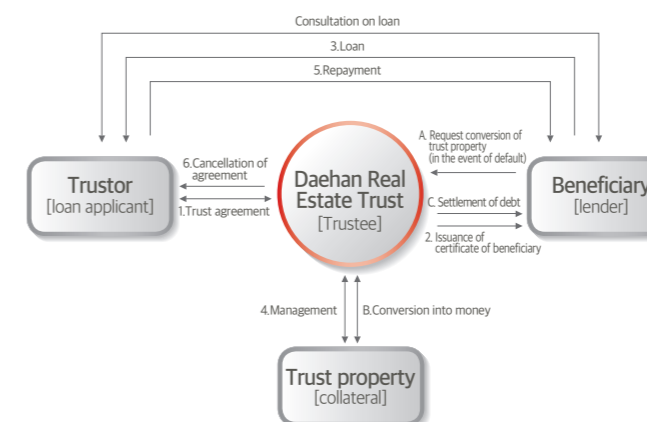 Consultation on loan
3.Loan
5.Repayment
A. Request conversion of
trust property
(in the event of default)
6.Cancellation of
agreement
Trustor
[loan applicant]
1.Trust agreement
Daehan Real
Estate Trust
[Trustee]
C. Settlement of debt
2. Issuance of
certificate of beneficiary
Beneficiary
[lender]
4.Management
B.Conversion into money
Trust property
[collateral]